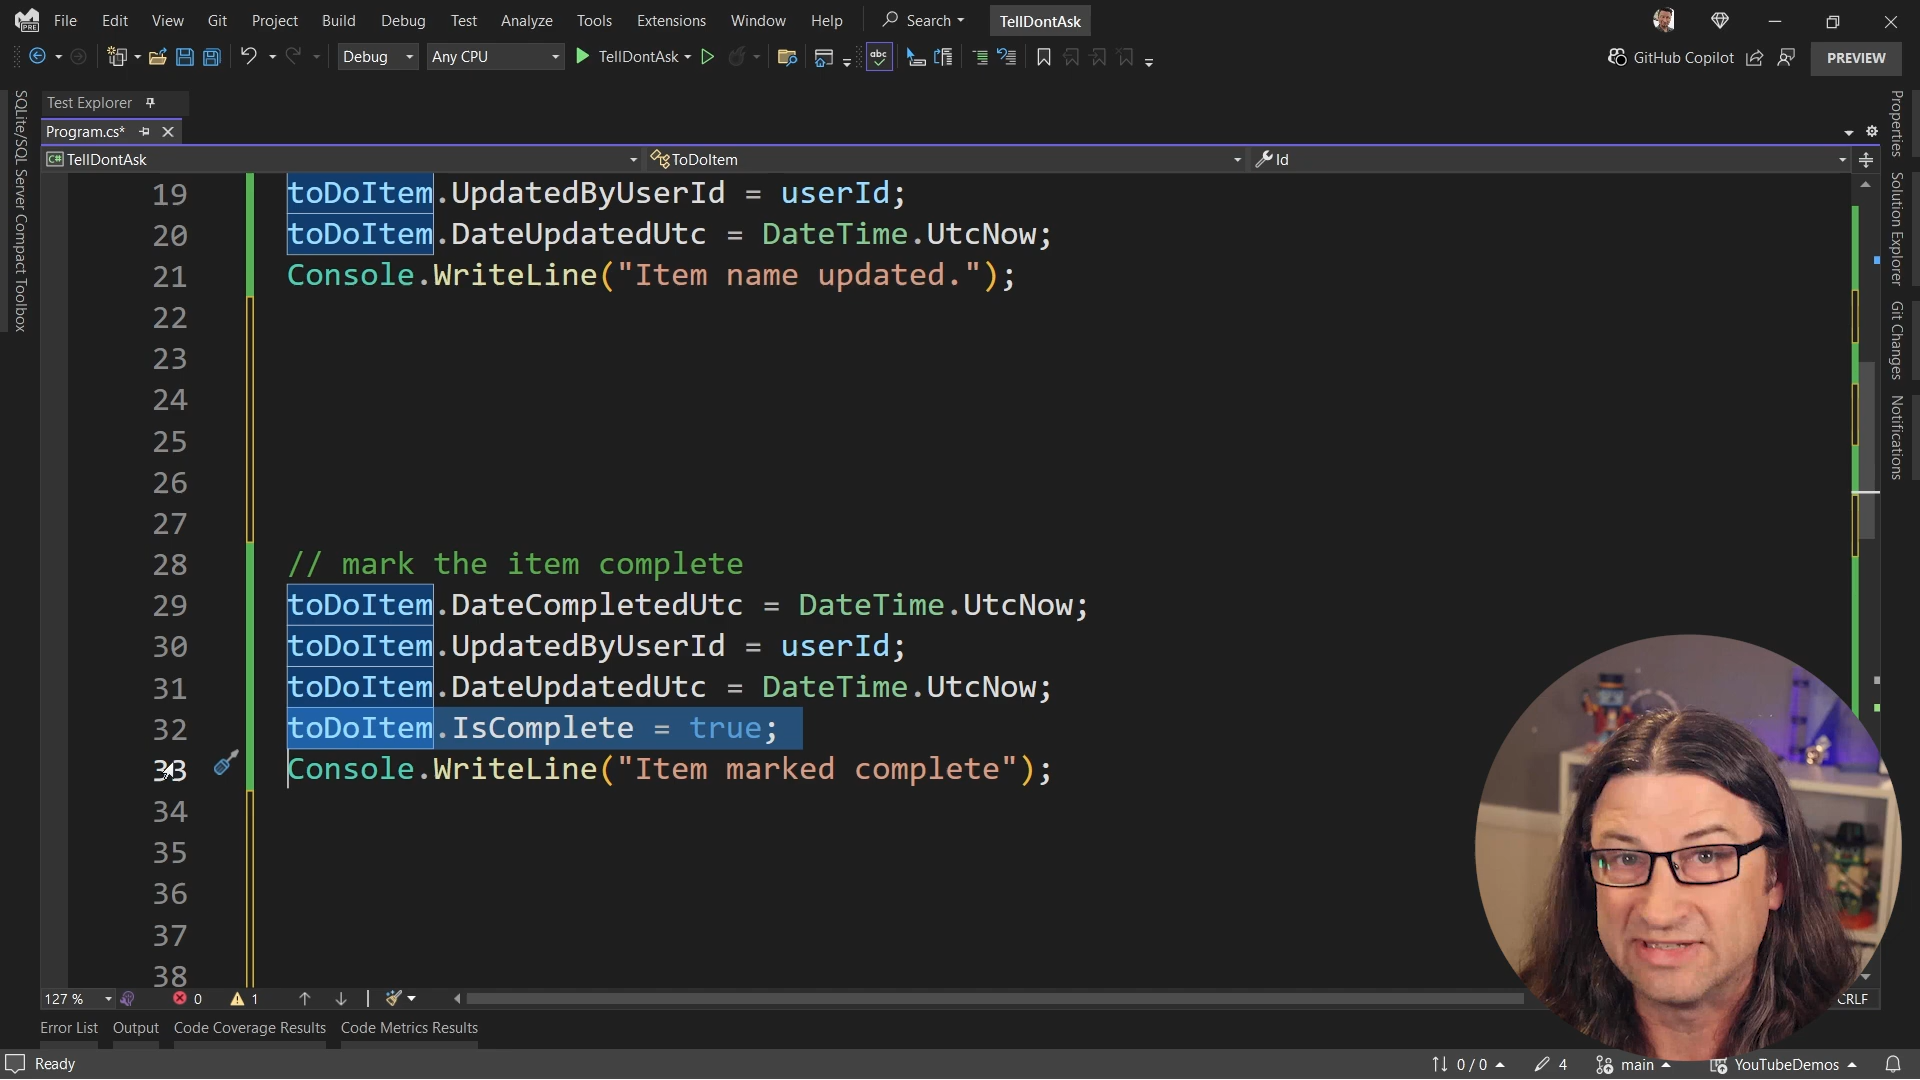 File Edit View Git Project Build Debug Test Analyze Tools Extensions Window Help Search TellDontAsk
Debug Any CPU TellDontAsk abc GitHub Copilot PREVIEW
Test Explorer
Program.cs*
C# TellDontAsk ToDoItem Id
SQLite/SQL Server Compact Toolbox
19 toDoItem.UpdatedByUserId = userId;
20 toDoItem.DateUpdatedUtc = DateTime.UtcNow;
21 Console.WriteLine("Item name updated.");
22
23
24
25
26
27
28 // mark the item complete
29 toDoItem.DateCompletedUtc = DateTime.UtcNow;
30 toDoItem.UpdatedByUserId = userId;
31 toDoItem.DateUpdatedUtc = DateTime.UtcNow;
32 toDoItem.IsComplete = true;
33 Console.WriteLine("Item marked complete");
34
35
36
37
38
Properties
Solution Explorer
Git Changes
Notifications
127 % 0 1 CRLF
Error List Output Code Coverage Results Code Metrics Results
Ready 0 / 0 4 main YouTubeDemos